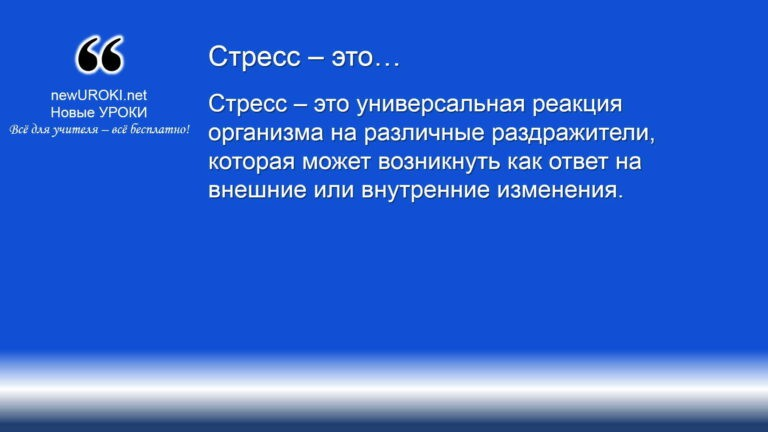 ❝
newUROKI.net
Новые УРОКИ
Всё для учителя – всё бесплатно!
Стресс – это…
Стресс – это универсальная реакция
организма на различные раздражители,
которая может возникнуть как ответ на
внешние или внутренние изменения.